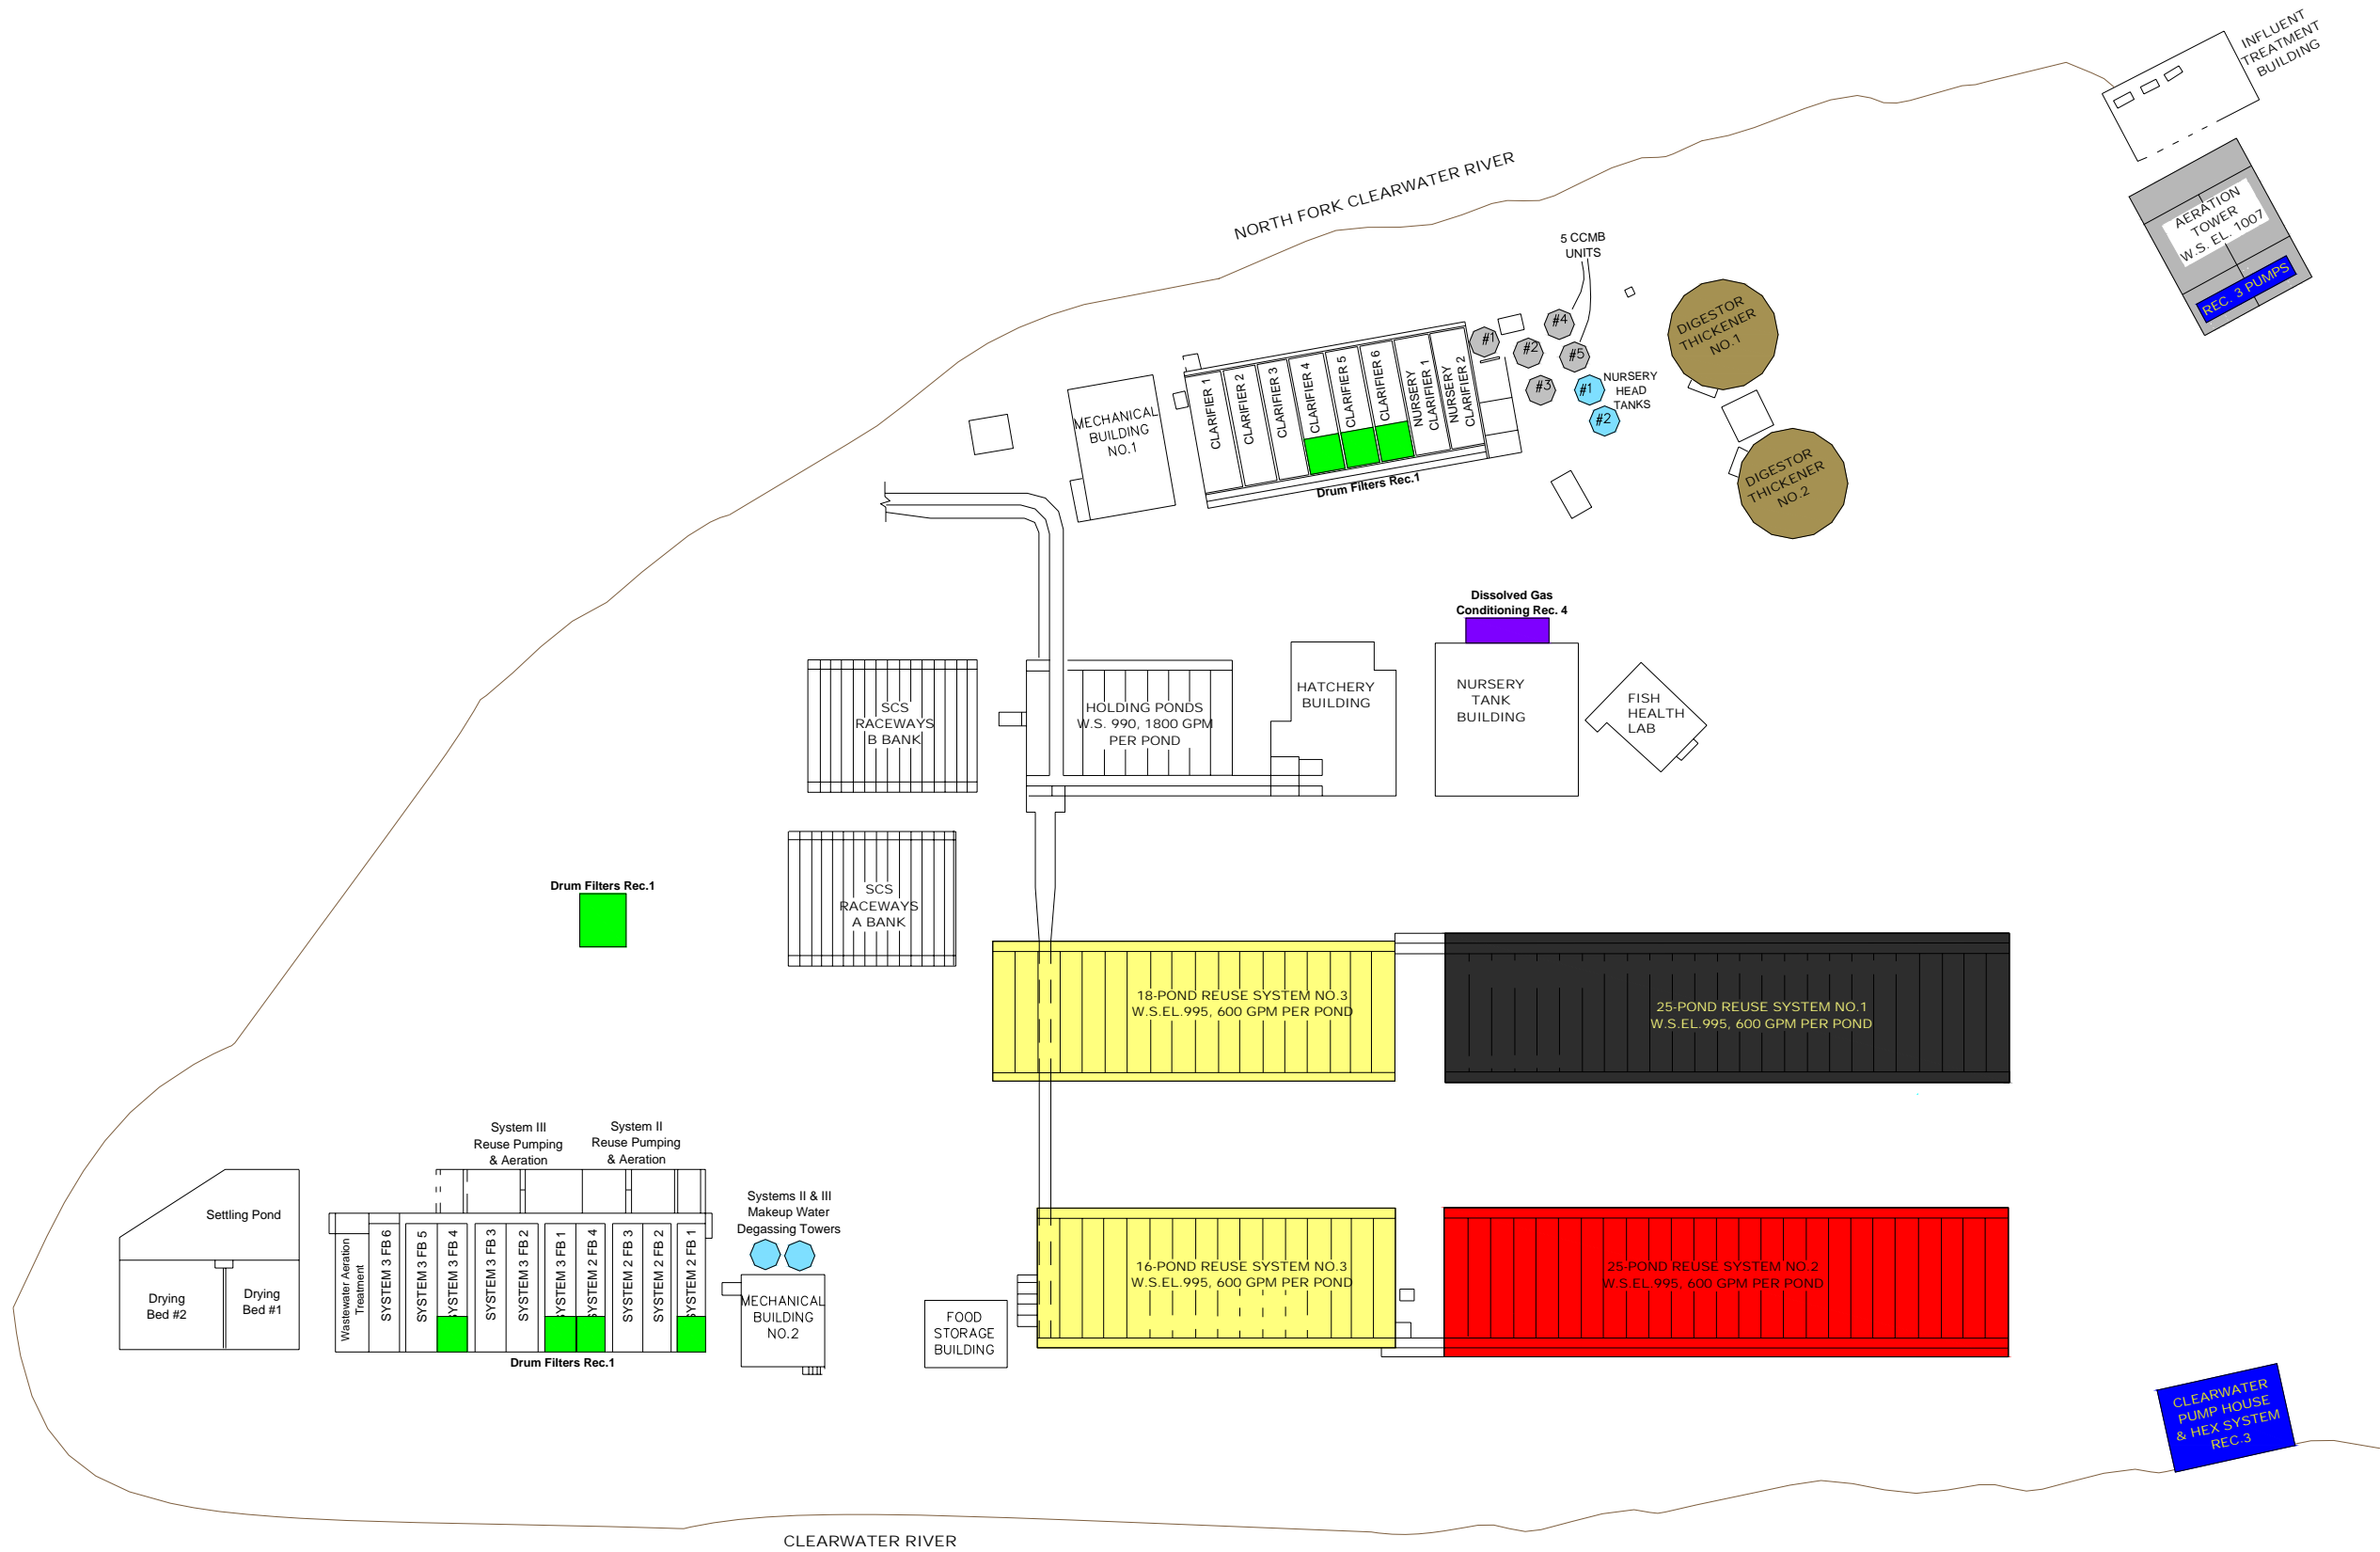 INFLUENT
TREATMENT
BUILDING
NORTH FORK CLEARWATER RIVER
AERATION
TOWER
W.S. EL. 1007
REC. 3 PUMPS
5 CCMB
UNITS
#1
#2
#3
#4
#5
NURSERY
HEAD
TANKS
#1
#2
DIGESTOR
THICKENER
NO.1
DIGESTOR
THICKENER
NO.2
MECHANICAL
BUILDING
NO.1
CLARIFIER 1
CLARIFIER 2
CLARIFIER 3
CLARIFIER 4
CLARIFIER 5
CLARIFIER 6
NURSERY
CLARIFIER 1
NURSERY
CLARIFIER 2
Drum Filters Rec.1
Dissolved Gas
Conditioning Rec. 4
SCS
RACEWAYS
B BANK
HOLDING PONDS
W.S. 990, 1800 GPM
PER POND
HATCHERY
BUILDING
NURSERY
TANK
BUILDING
FISH
HEALTH
LAB
Drum Filters Rec.1
SCS
RACEWAYS
A BANK
18-POND REUSE SYSTEM NO.3
W.S.EL.995, 600 GPM PER POND
25-POND REUSE SYSTEM NO.1
W.S.EL.995, 600 GPM PER POND
System III
Reuse Pumping
& Aeration
System II
Reuse Pumping
& Aeration
Settling Pond
Drying
Bed #2
Drying
Bed #1
Wastewater Aeration
Treatment
SYSTEM 3 FB 6
SYSTEM 3 FB 5
SYSTEM 3 FB 4
SYSTEM 3 FB 3
SYSTEM 3 FB 2
SYSTEM 3 FB 1
SYSTEM 2 FB 4
SYSTEM 2 FB 3
SYSTEM 2 FB 2
SYSTEM 2 FB 1
Drum Filters Rec.1
Systems II & III
Makeup Water
Degassing Towers
MECHANICAL
BUILDING
NO.2
FOOD
STORAGE
BUILDING
16-POND REUSE SYSTEM NO.3
W.S.EL.995, 600 GPM PER POND
25-POND REUSE SYSTEM NO.2
W.S.EL.995, 600 GPM PER POND
CLEARWATER
PUMP HOUSE
& HEX SYSTEM
REC.3
CLEARWATER RIVER